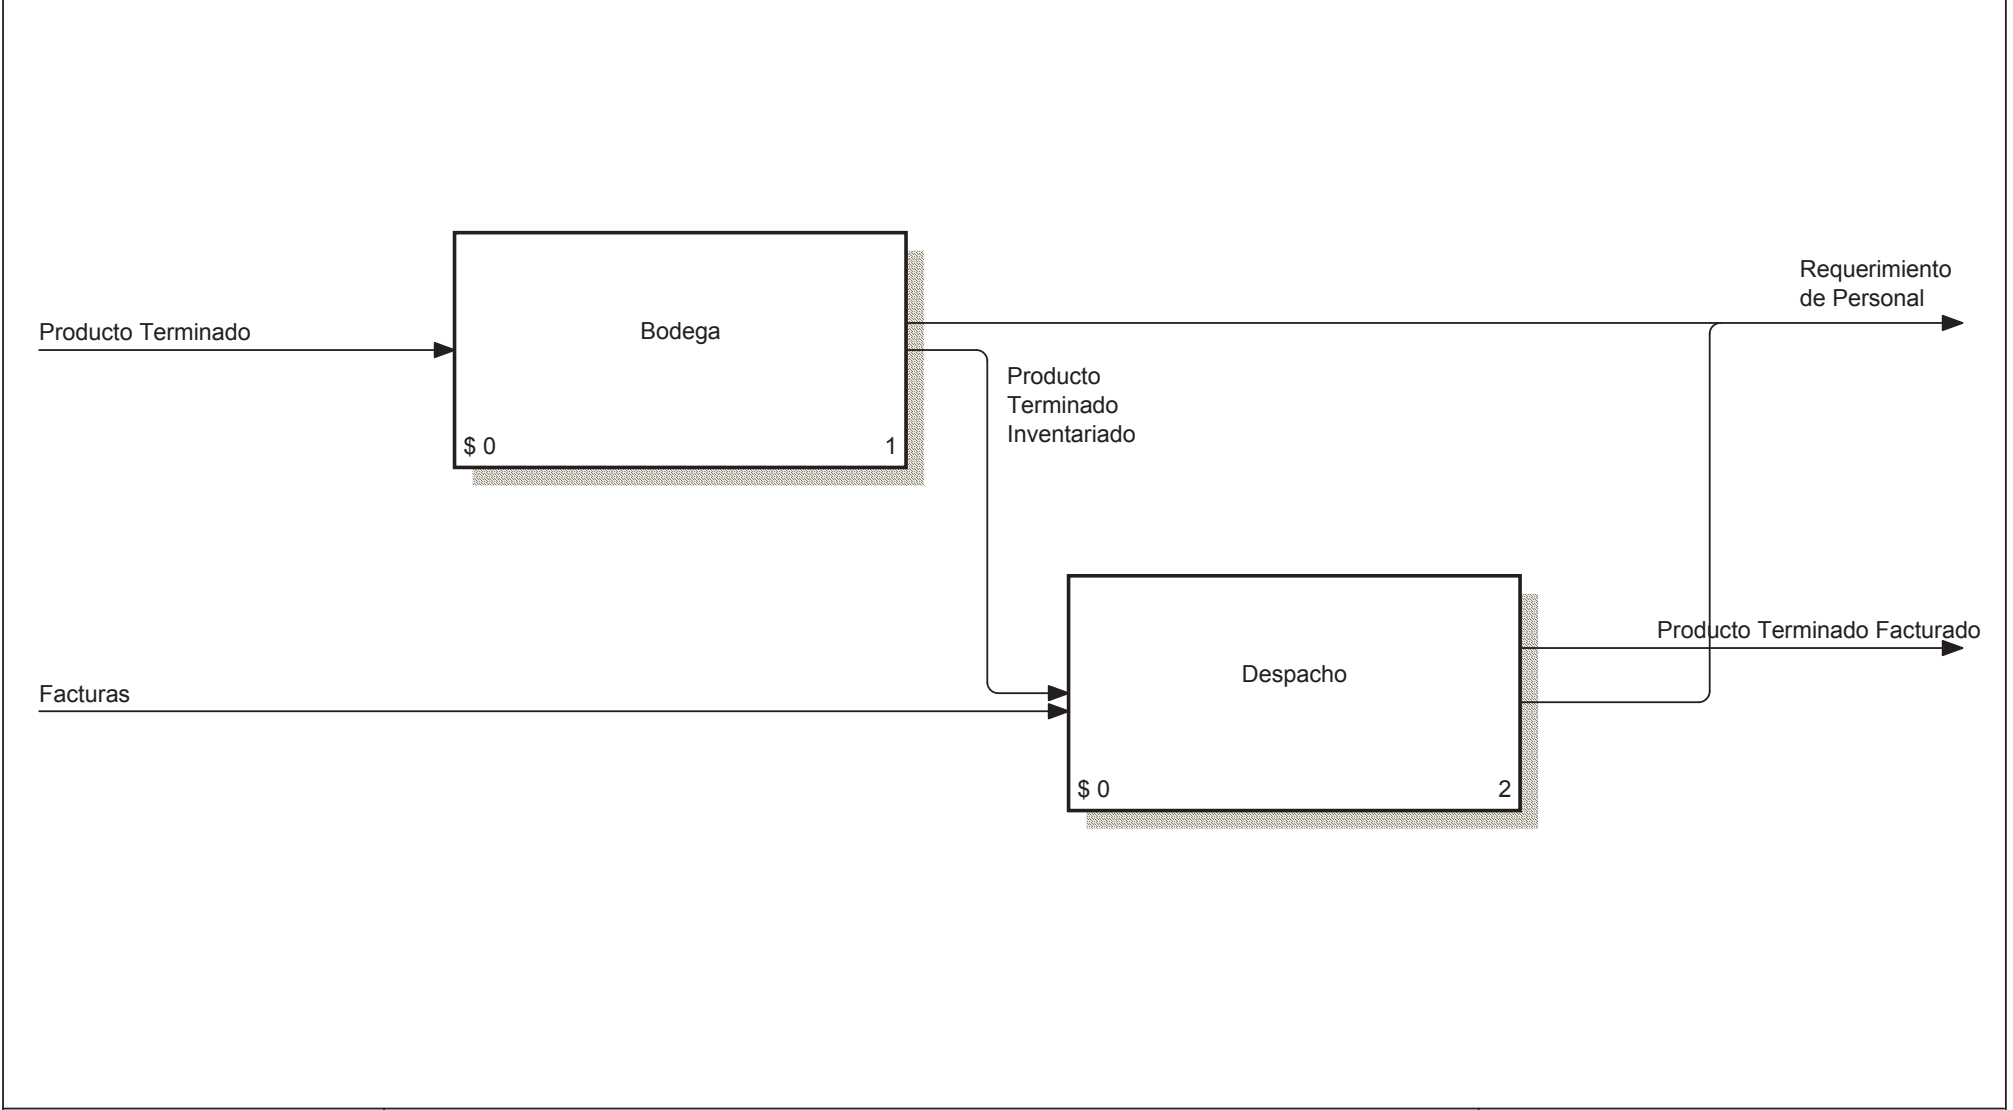 Requerimiento
de Personal
Producto Terminado
Bodega
Producto
Terminado
Inventariado
$ 0
1
Producto Terminado Facturado
Despacho
Facturas
$ 0
2